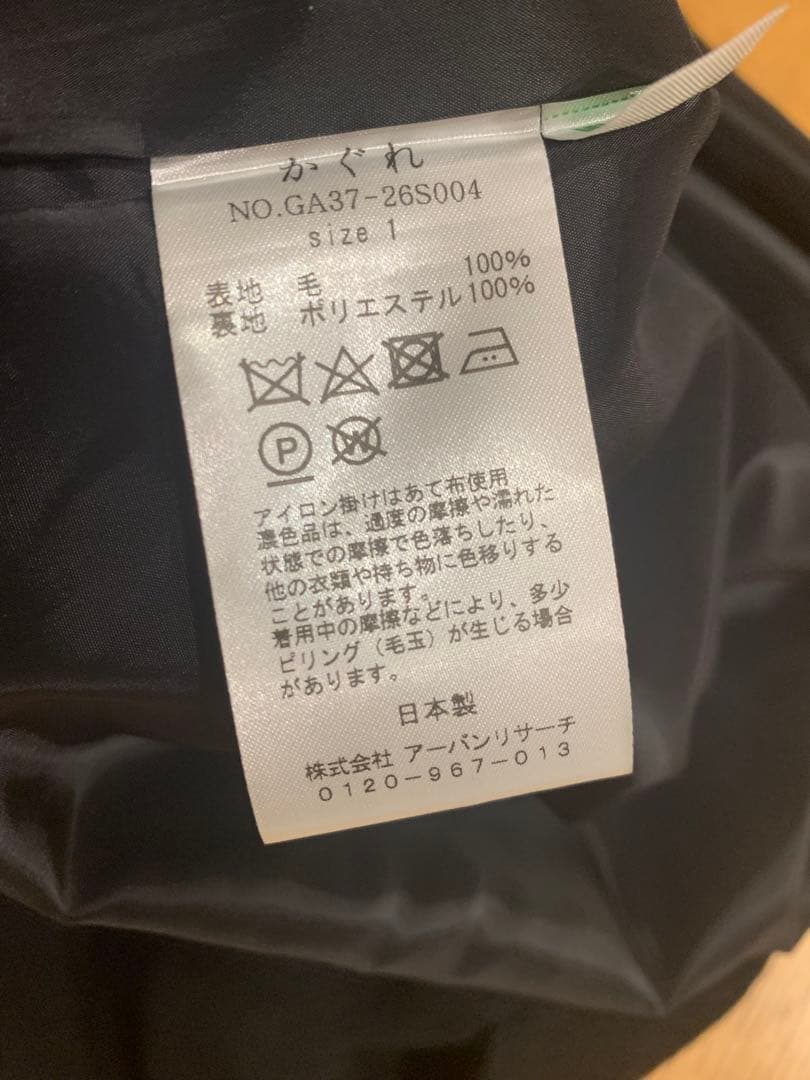 かぐれ
NO.GA37-26S004
size 1
表地 毛 100%
裏地 ポリエステル 100%
P
W
アイロン掛けはあて布使用
濃色品は、過度の摩擦や濡れた
状態での摩擦で色落ちしたり、
他の衣類や持ち物に色移りする
ことがあります。
着用中の摩擦などにより、多少
ピリング(毛玉)が生じる場合
があります。
日本製
株式会社 アーバンリサーチ
0120-967-013